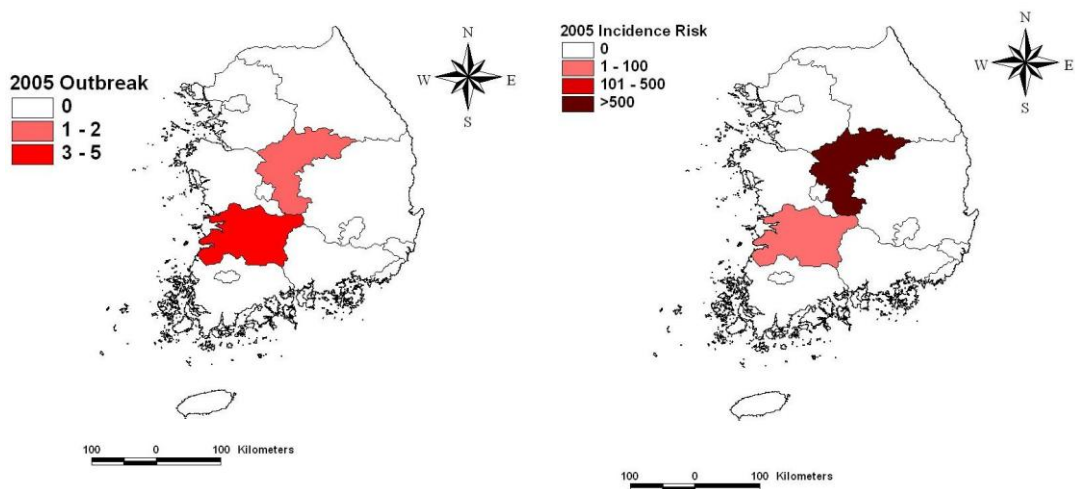 2005 Outbreak
0
1 - 2
3 - 5
N
W E
S
100 0 100 Kilometers
2005 Incidence Risk
0
1 - 100
101 - 500
>500
N
W E
S
100 0 100 Kilometers